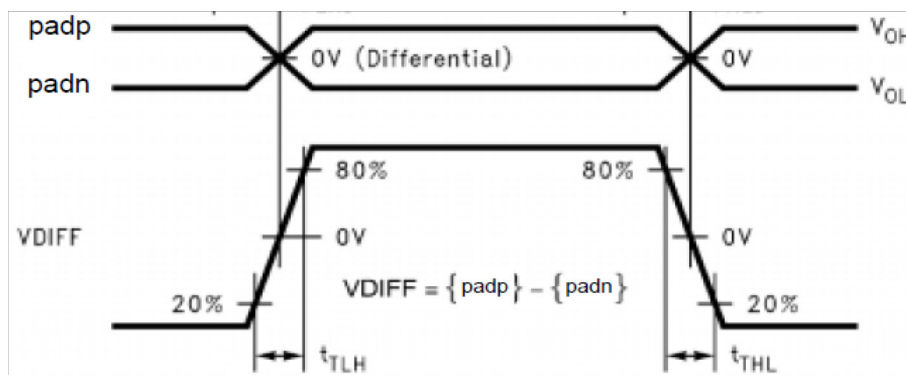 padp
V_OH
0V (Differential)
0V
padn
V_OL
80%
80%
VDIFF
0V
0V
VDIFF = {padp} – {padn}
20%
20%
t_TLH
t_THL